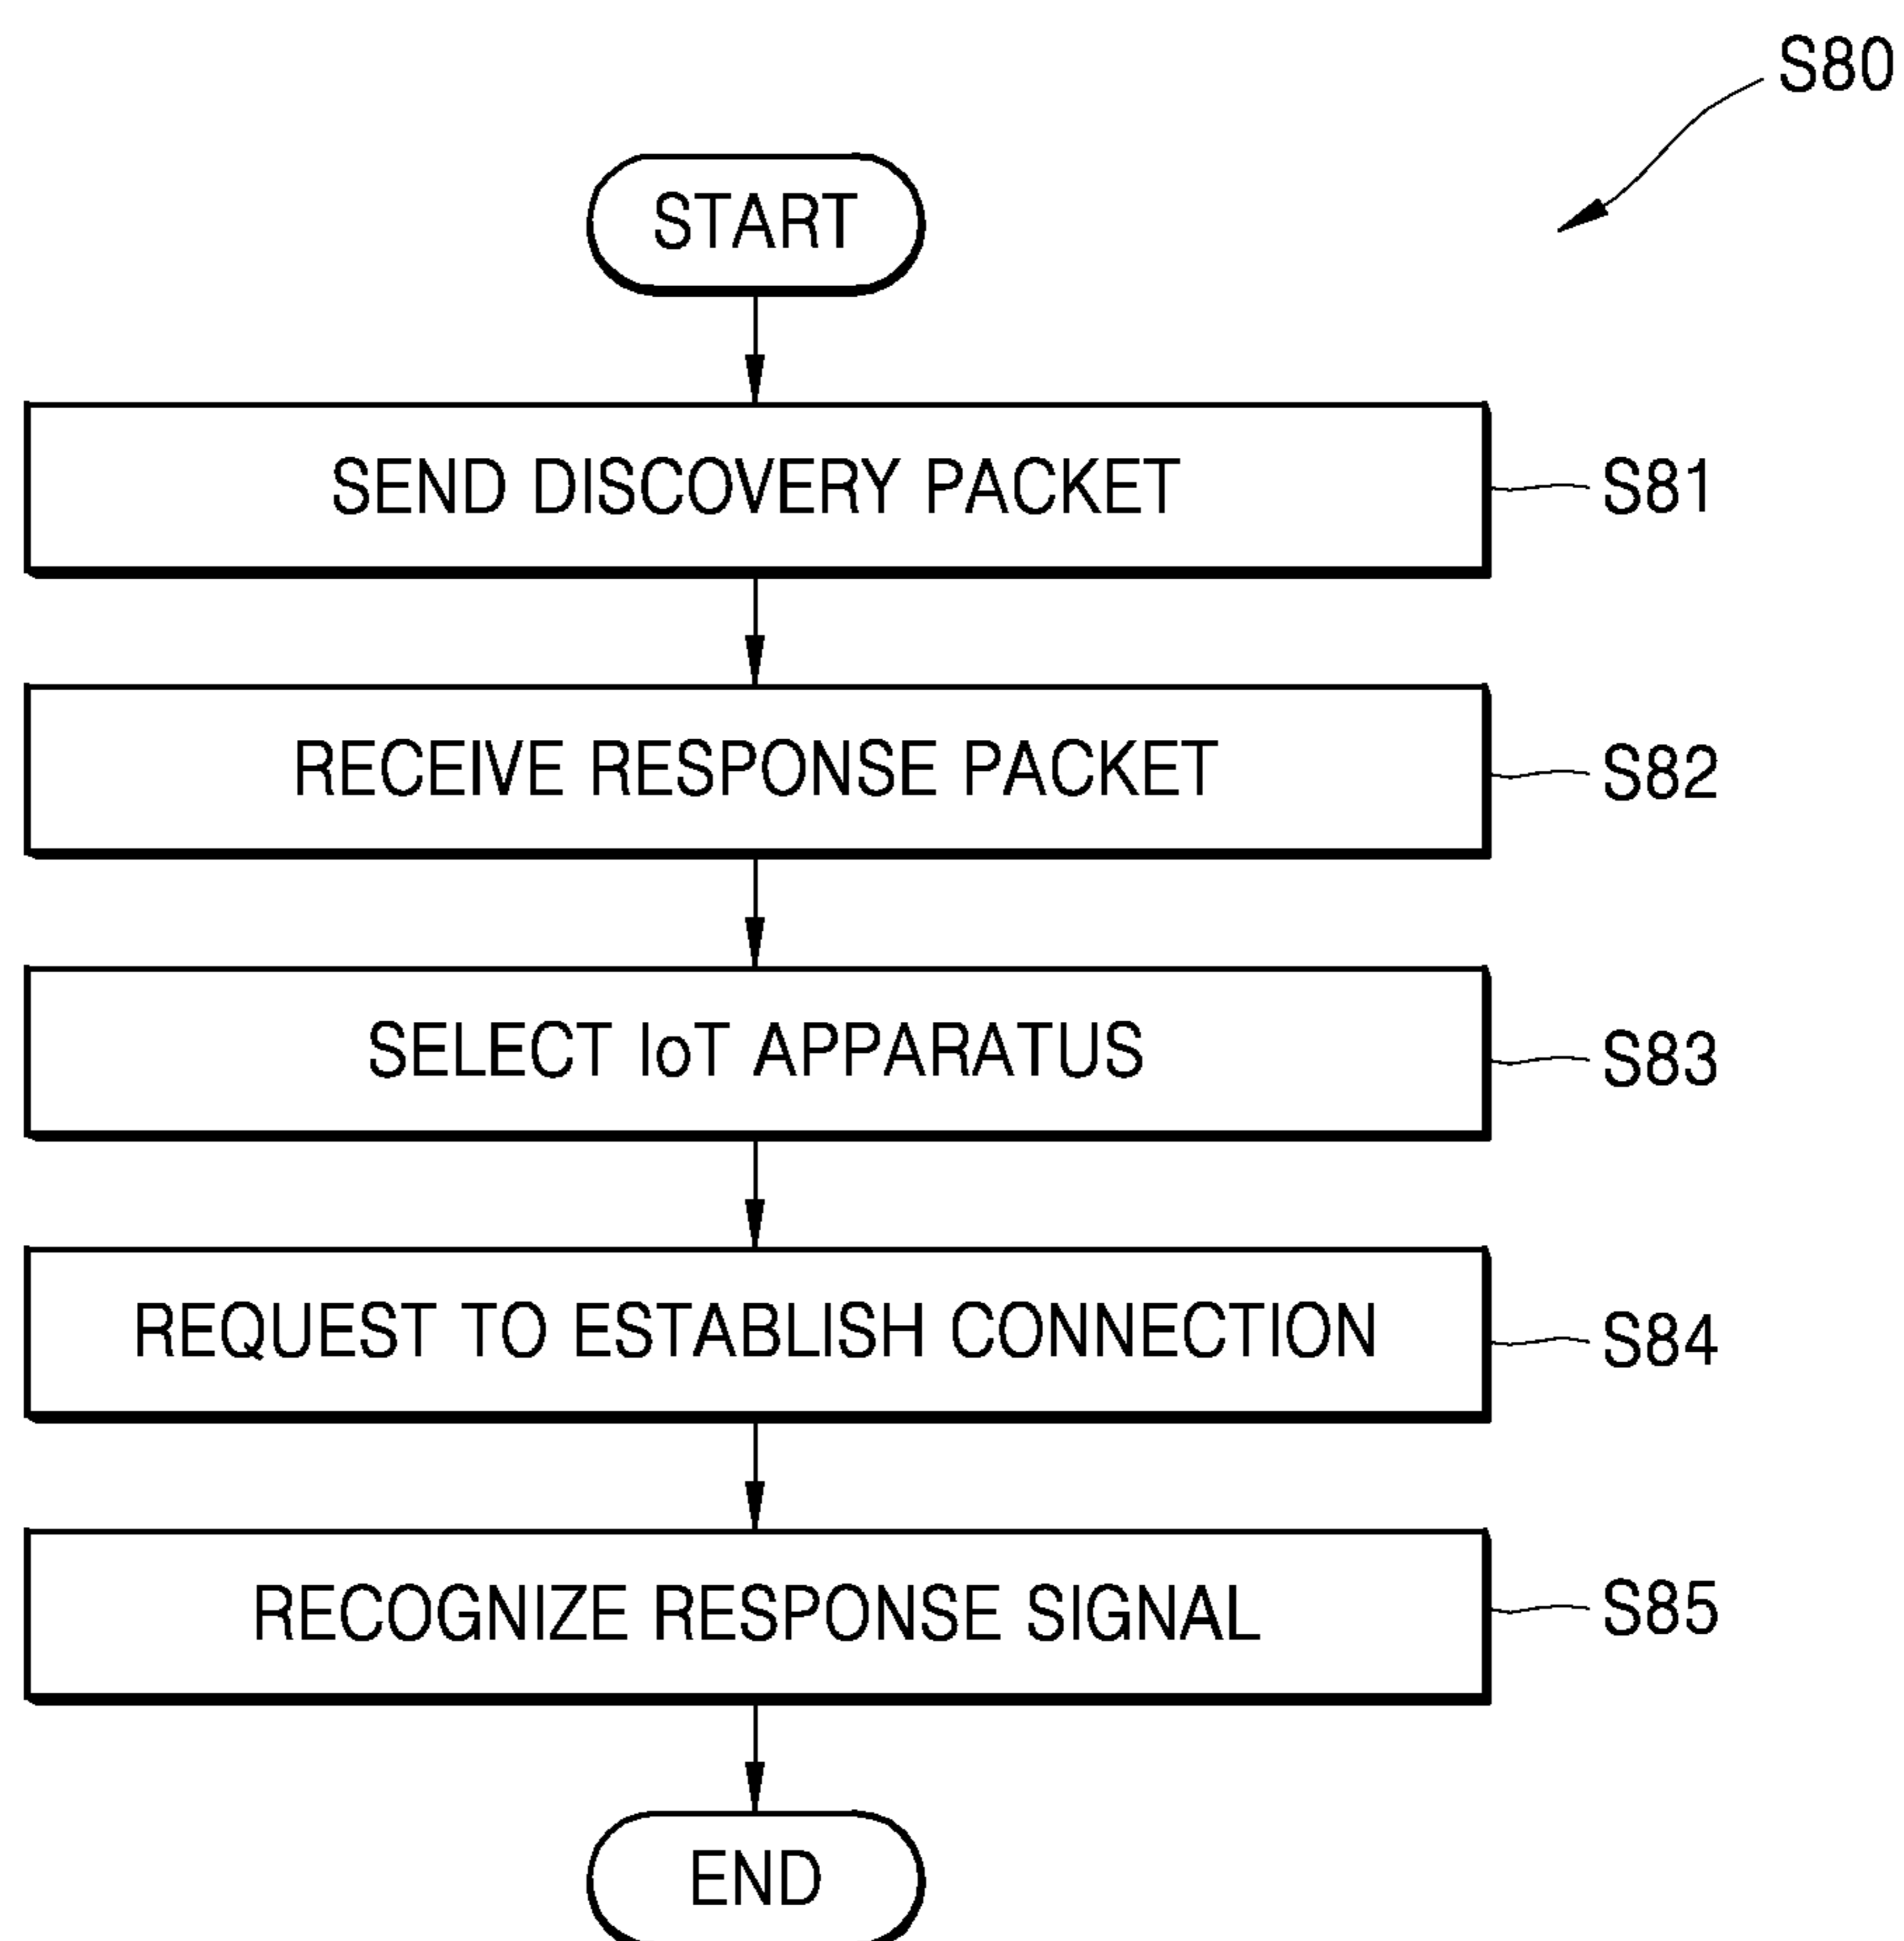 S80
START
SEND DISCOVERY PACKET
S81
RECEIVE RESPONSE PACKET
S82
SELECT IoT APPARATUS
S83
REQUEST TO ESTABLISH CONNECTION
S84
RECOGNIZE RESPONSE SIGNAL
S85
END